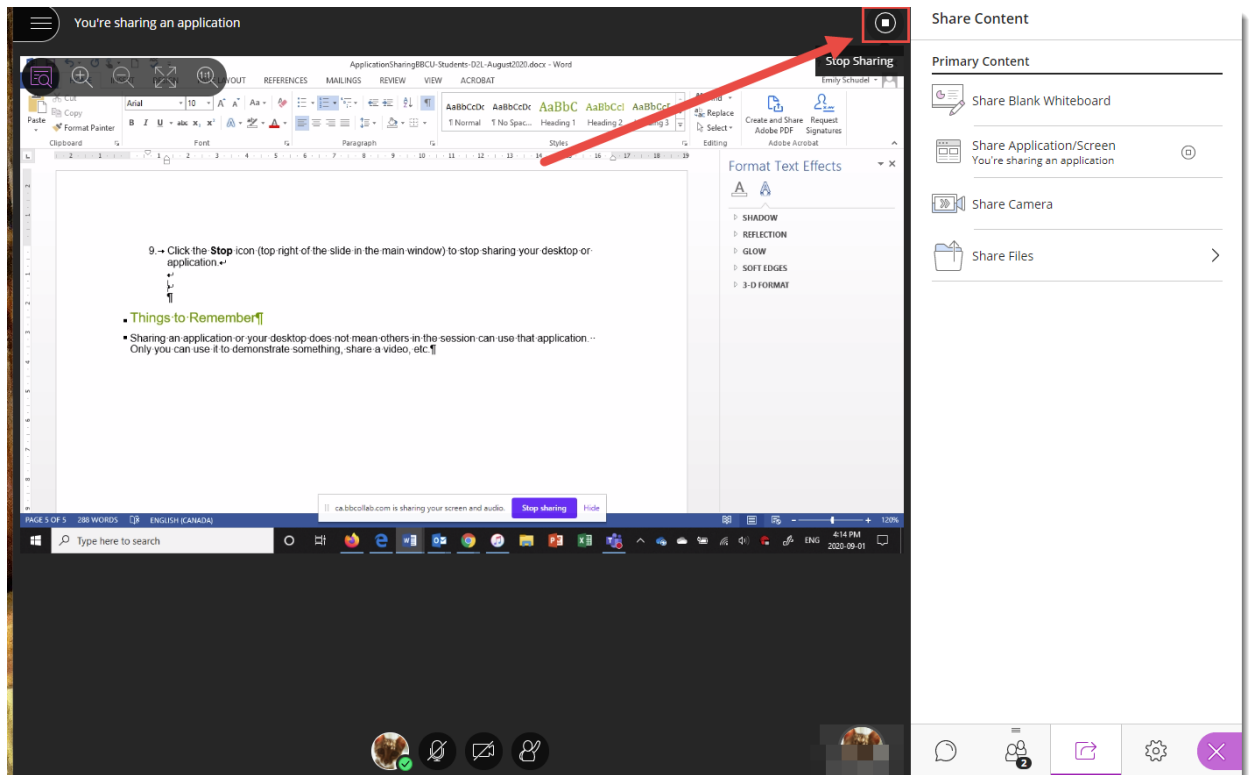 You're sharing an application
Share Content
Stop Sharing
Primary Content
ApplicationSharingBBCU-Students-D2L-August2020.docx - Word
YOUT REFERENCES MAILINGS REVIEW VIEW ACROBAT
Emily Schudel
Cut
Copy
Format Painter
Paste
Arial 10
AaBbCcDc AaBbCcDc AaBbC AaBbCcI
¶ Normal ¶ No Spac... Heading 1 Heading 2
Replace
Select
Create and Share Adobe PDF
Request Signatures
Clipboard Font Paragraph Styles Editing Adobe Acrobat
Format Text Effects
SHADOW
REFLECTION
GLOW
SOFT EDGES
3-D FORMAT
9.→ Click·the·Stop·icon·(top·right·of·the·slide·in·the·main·window)·to·stop·sharing·your·desktop·or·
application.↵
↵
↵
¶
Things·to·Remember¶
Sharing·an·application·or·your·desktop·does·not·mean·others·in·the·session·can·use·that·application.··
Only·you·can·use·it·to·demonstrate·something,·share·a·video,·etc.¶
ca.bbcollab.com is sharing your screen and audio. Stop sharing Hide
PAGE 5 OF 5 288 WORDS ENGLISH (CANADA) 120%
Type here to search
ENG 4:14 PM
2020-09-01
Share Blank Whiteboard
Share Application/Screen
You're sharing an application
Share Camera
Share Files
2